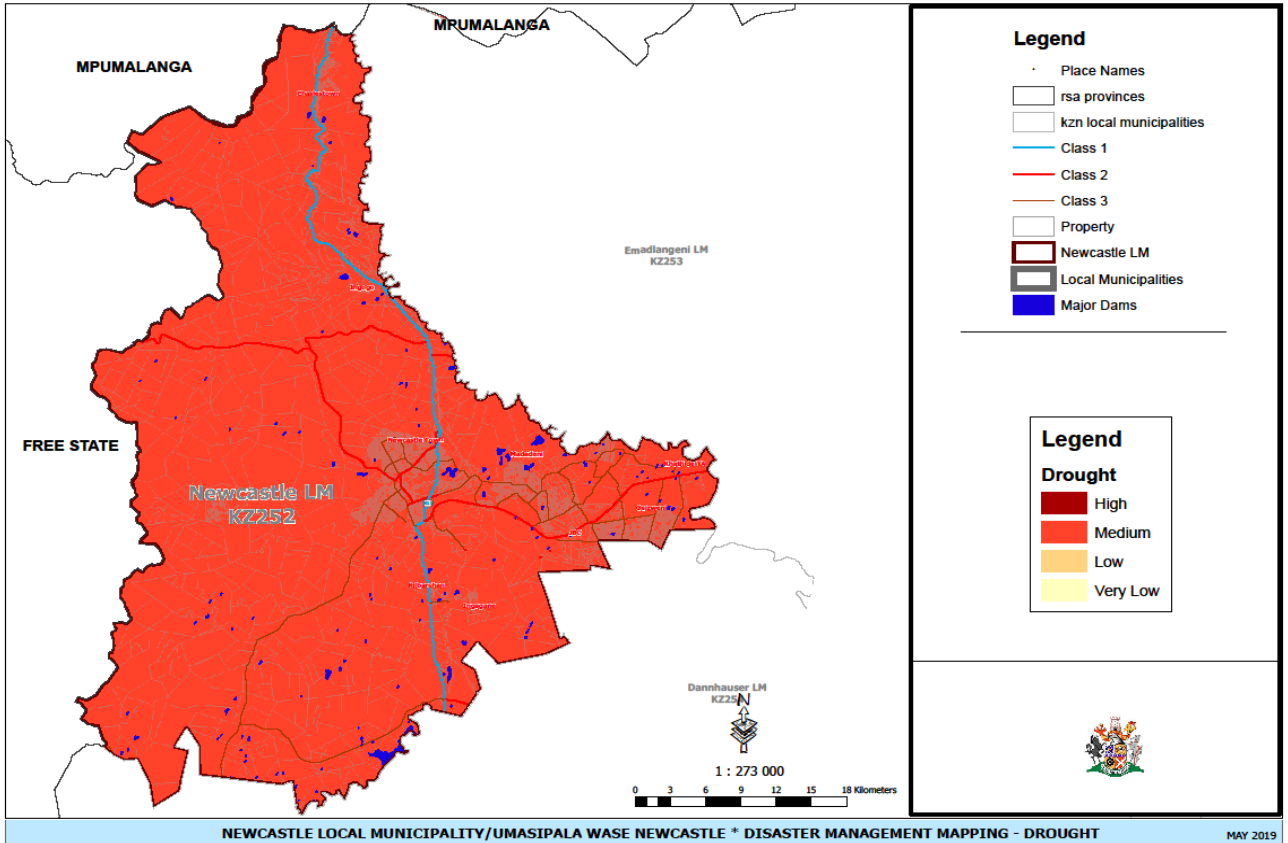 MPUMALANGA
MPUMALANGA
Emadlangeni LM
KZ253
FREE STATE
Newcastle LM
KZ252
Madadeni
Dannhauser LM
N
1 : 273 000
0 3 6 9 12 15 18 Kilometers
Legend
Place Names
rsa provinces
kzn local municipalities
Class 1
Class 2
Class 3
Property
Newcastle LM
Local Municipalities
Major Dams
Legend
Drought
High
Medium
Low
Very Low
NEWCASTLE LOCAL MUNICIPALITY/UMASIPALA WASE NEWCASTLE * DISASTER MANAGEMENT MAPPING - DROUGHT
MAY 2019